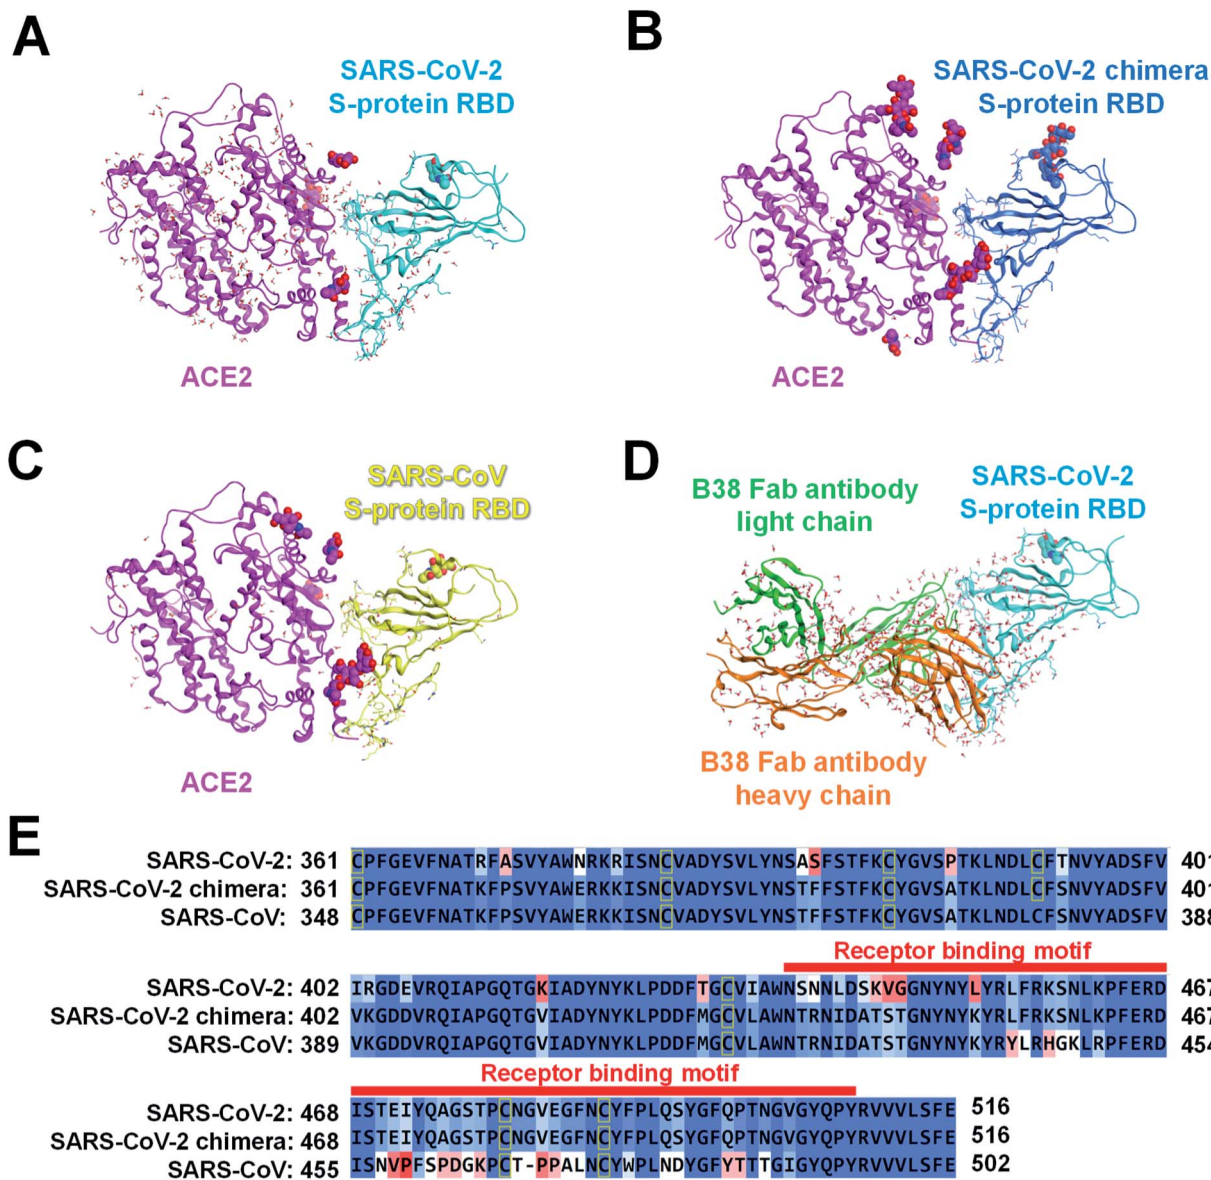 A
SARS-CoV-2
S-protein RBD
ACE2
B
SARS-CoV-2 chimera
S-protein RBD
ACE2
C
SARS-CoV
S-protein RBD
ACE2
D
B38 Fab antibody
light chain
SARS-CoV-2
S-protein RBD
B38 Fab antibody
heavy chain
E
SARS-CoV-2: 361 CPFGEVFNATRFASVYAWNRKRISNCVADYSVLYNSASFSTFKCYGVSPTKLNDLCFTNVYADSFV 401
SARS-CoV-2 chimera: 361 CPFGEVFNATKFPSVYAWERKKISNCVADYSVLYNSTFFSTFKCYGVSATKLNDLCFSNVYADSFV 401
SARS-CoV: 348 CPFGEVFNATKFPSVYAWERKKISNCVADYSVLYNSTFFSTFKCYGVSATKLNDLCFSNVYADSFV 388
Receptor binding motif
SARS-CoV-2: 402 IRGDEVRQIAPGQTGKIADYNYKLPDDFTGCVIAWNSNNLDSKVGGNYNYLYRLFRKSNLKPFERD 467
SARS-CoV-2 chimera: 402 VKGDDVRQIAPGQTGVIADYNYKLPDDFMGCVLAWNTRNIDATSTGNYNYKYRLFRKSNLKPFERD 467
SARS-CoV: 389 VKGDDVRQIAPGQTGVIADYNYKLPDDFMGCVLAWNTRNIDATSTGNYNYKYRYLRHGKLRPFERD 454
Receptor binding motif
SARS-CoV-2: 468 ISTEIYQAGSTPCNGVEGFNCYFPLQSYGFQPTNGVGYQPYRVVVLSFE 516
SARS-CoV-2 chimera: 468 ISTEIYQAGSTPCNGVEGFNCYFPLQSYGFQPTNGVGYQPYRVVVLSFE 516
SARS-CoV: 455 ISNVPFSPDGKPCT-PPALNCYWPLNDYGFYTTTGIGYQPYRVVVLSFE 502